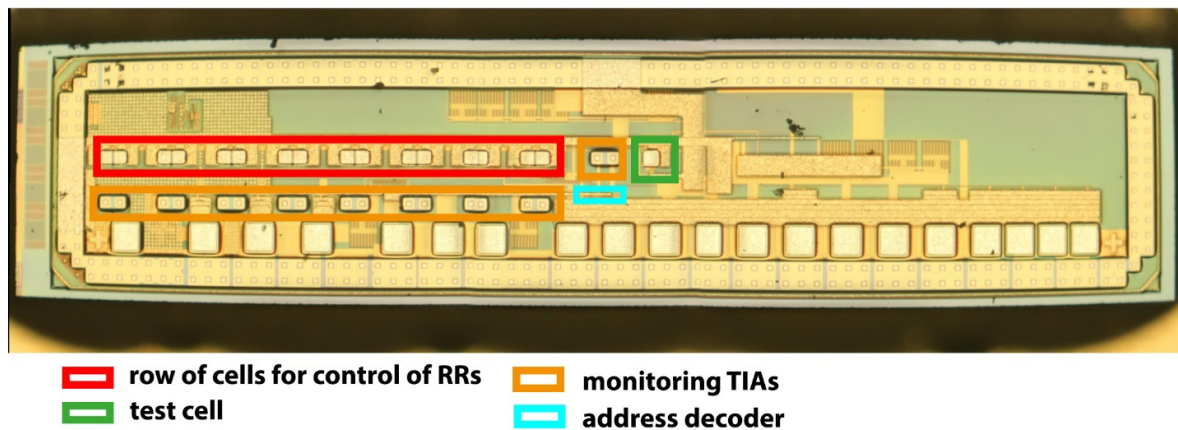 row of cells for control of RRs
monitoring TIAs
test cell
address decoder